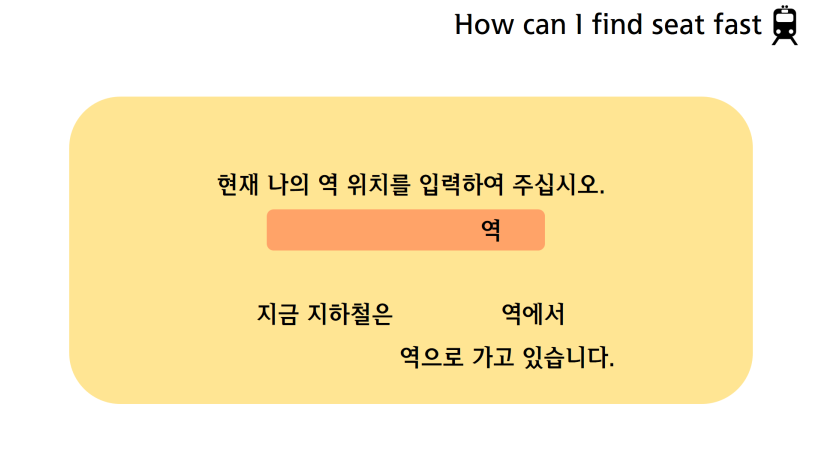 How can I find seat fast
현재 나의 역 위치를 입력하여 주십시오.
역
지금 지하철은 역에서
역으로 가고 있습니다.